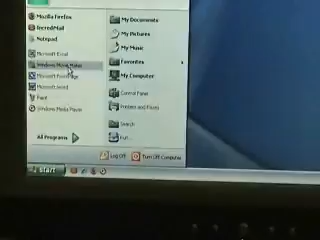 Mozilla Firefox
IncrediMail
Notepad
Microsoft Excel
Windows Movie Maker
Microsoft FrontPage
Microsoft Word
Paint
Windows Media Player
All Programs
My Documents
My Pictures
My Music
Favorites
My Computer
Control Panel
Printers and Faxes
Search
Run...
Log Off
Turn Off Computer
start